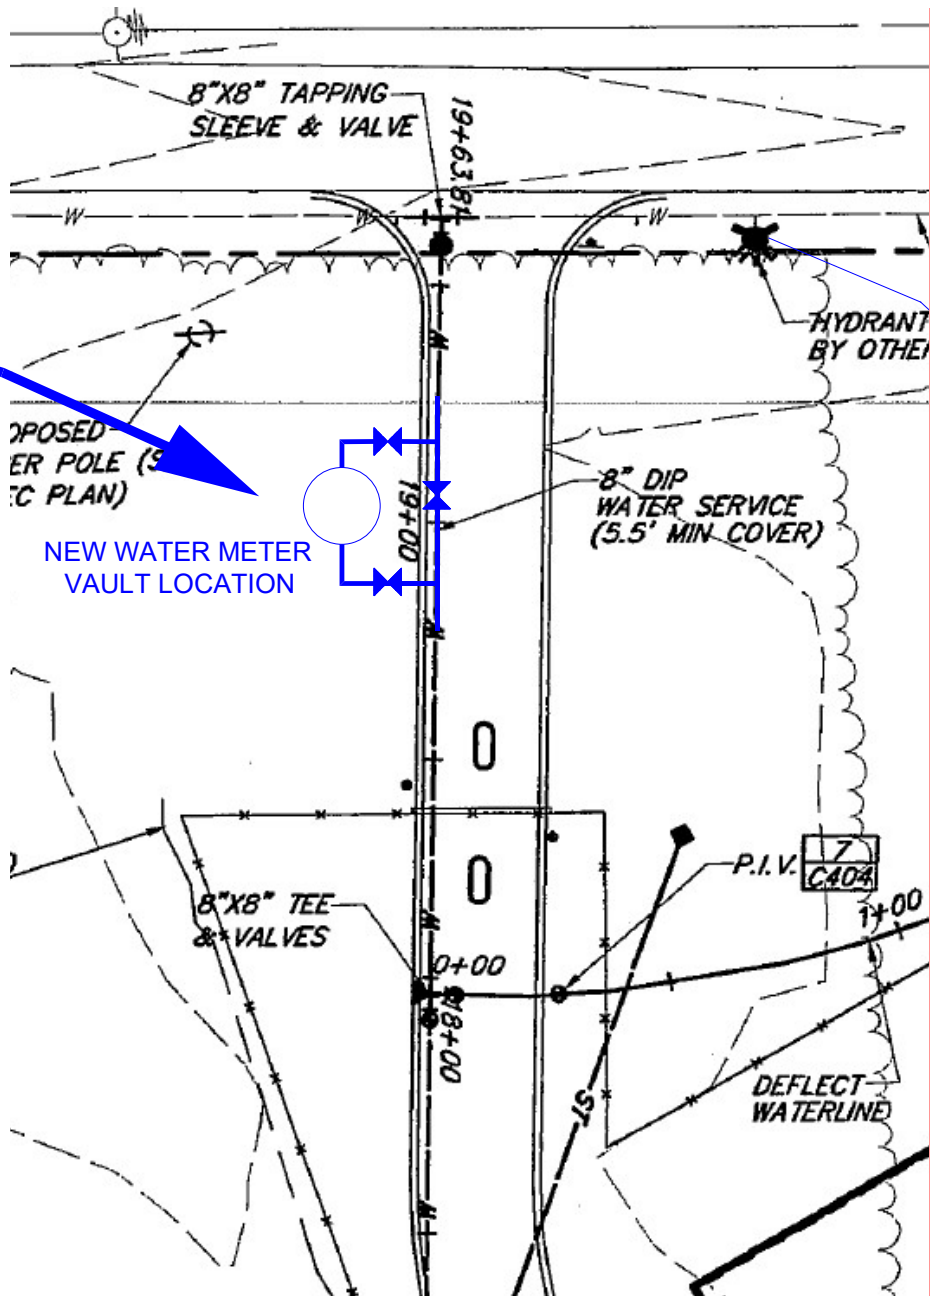 8"X8" TAPPING
SLEEVE & VALVE
19+63.81
W
W
W
HYDRANT
BY OTHE
W
OPOSED
ER POLE (S
EC PLAN)
8" DIP
WATER SERVICE
(5.5' MIN COVER)
19+00
NEW WATER METER
VAULT LOCATION
W
P.I.V.
7
C404
8"X8" TEE
& VALVES
W
1+00
0+00
18+00
DEFLECT
WATERLINE
ST
W